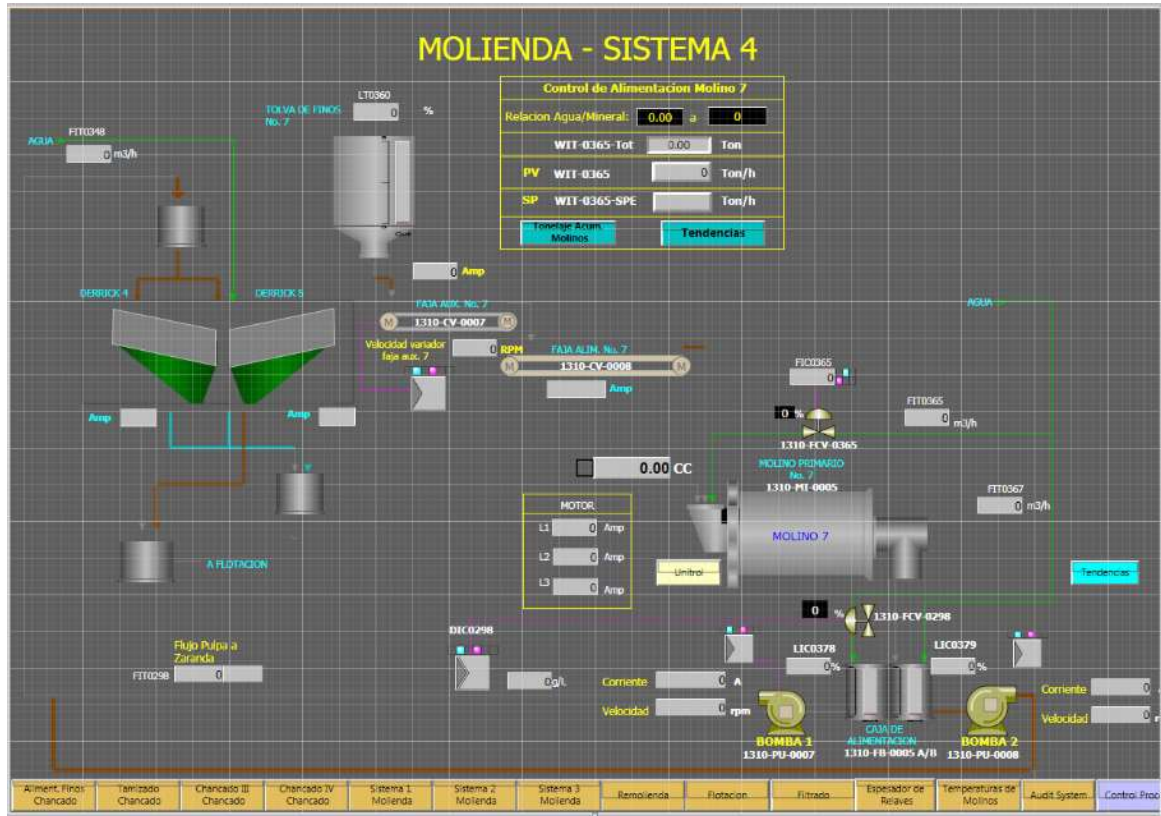 MOLIENDA - SISTEMA 4
Control de Alimentacion Molino 7
Relacion Agua/Mineral: 0.00 a 0
WIT-0365-Tot 0.00 Ton
PV WIT-0365 0 Ton/h
SP WIT-0365-SPE Ton/h
Tonelaje Acum.
Molinos
Tendencias
LT0360
0 %
TOLVA DE FINOS
No. 7
FIT0348
AGUA
0 m3/h
0 Amp
DERRICK 4
DERRICK 5
FAJA AUX. No. 7
M 1310-CV-0007 M
Velocidad variador
faja aux. 7
0 RPM
FAJA ALIM. No. 7
M 1310-CV-0008 M
Amp
Amp
Amp
AGUA
FIC0365
0
0 %
1310-FCV-0365
FIT0365
0 m3/h
0.00 CC
MOLINO PRIMARIO
No. 7
1310-MI-0005
MOLINO 7
FIT0367
0 m3/h
MOTOR
L1 0 Amp
L2 0 Amp
L3 0 Amp
Unitrol
Tendencias
A FLOTACION
0 %
1310-FCV-0298
Flujo Pulpa a
Zaranda
FIT0298 0
DIC0298
0 g/L
LIC0378
0 %
LIC0379
0 %
Corriente 0 A
Velocidad 0 rpm
BOMBA 1
1310-PU-0007
CAJA DE
ALIMENTACION
1310-FB-0005 A/B
BOMBA 2
1310-PU-0008
Corriente 0
Velocidad 0
Aliment. Finos
Chancado
Tamizado
Chancado
Chancado III
Chancado
Chancado IV
Chancado
Sistema 1
Molienda
Sistema 2
Molienda
Sistema 3
Molienda
Remolienda
Flotacion
Filtrado
Espesador de
Relaves
Temperaturas de
Molinos
Audit System
Control Proc